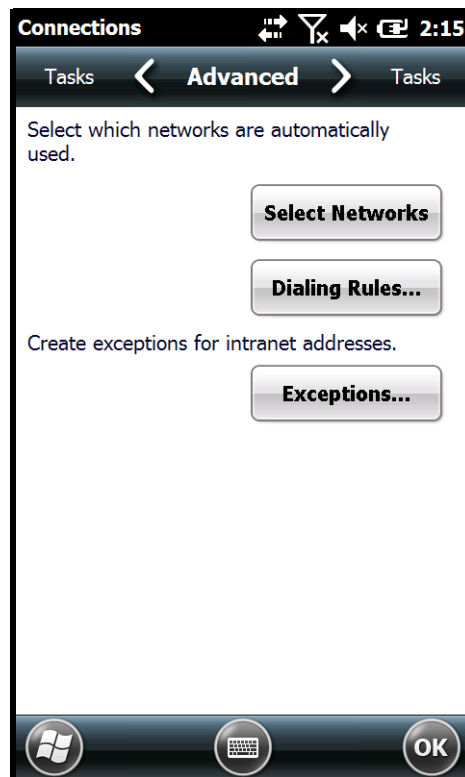 Connections 2:15
Tasks Advanced Tasks
Select which networks are automatically
used.
Select Networks
Dialing Rules...
Create exceptions for intranet addresses.
Exceptions...
OK